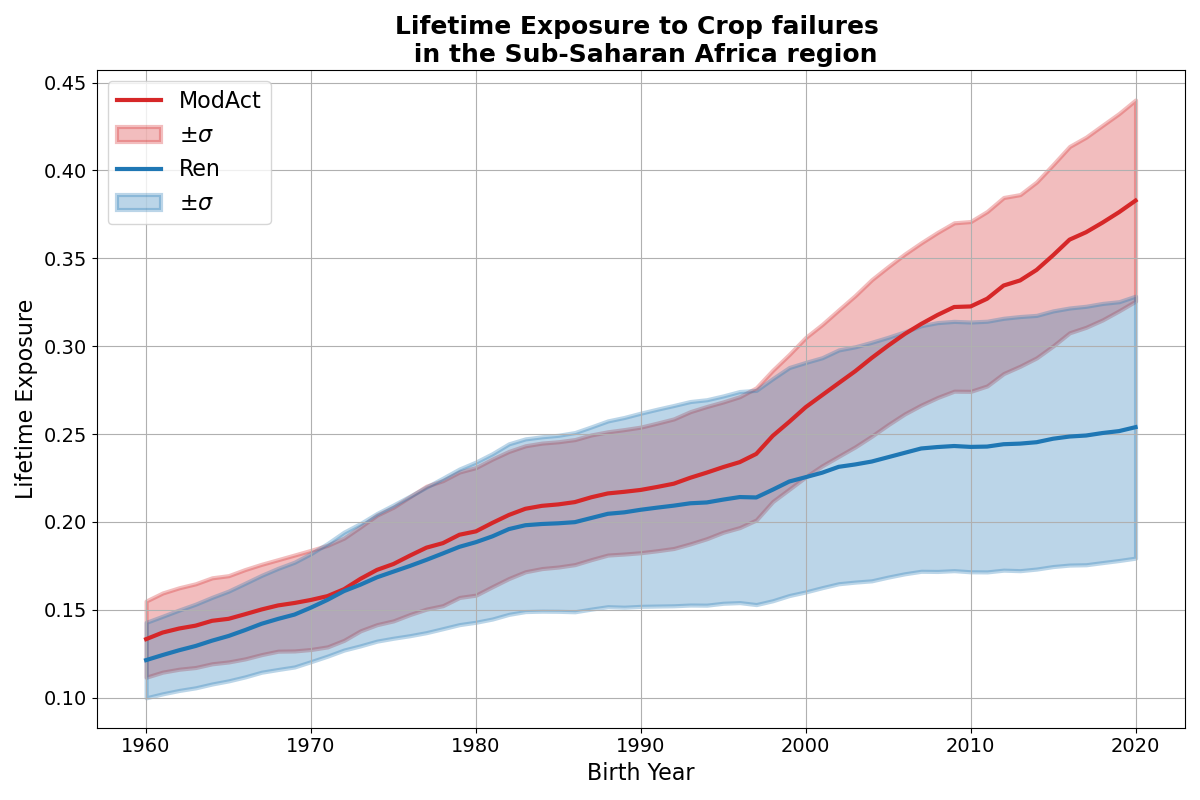 Lifetime Exposure to Crop failures
in the Sub-Saharan Africa region
ModAct
±σ
Ren
±σ
Lifetime Exposure
0.45
0.40
0.35
0.30
0.25
0.20
0.15
0.10
1960 1970 1980 1990 2000 2010 2020
Birth Year